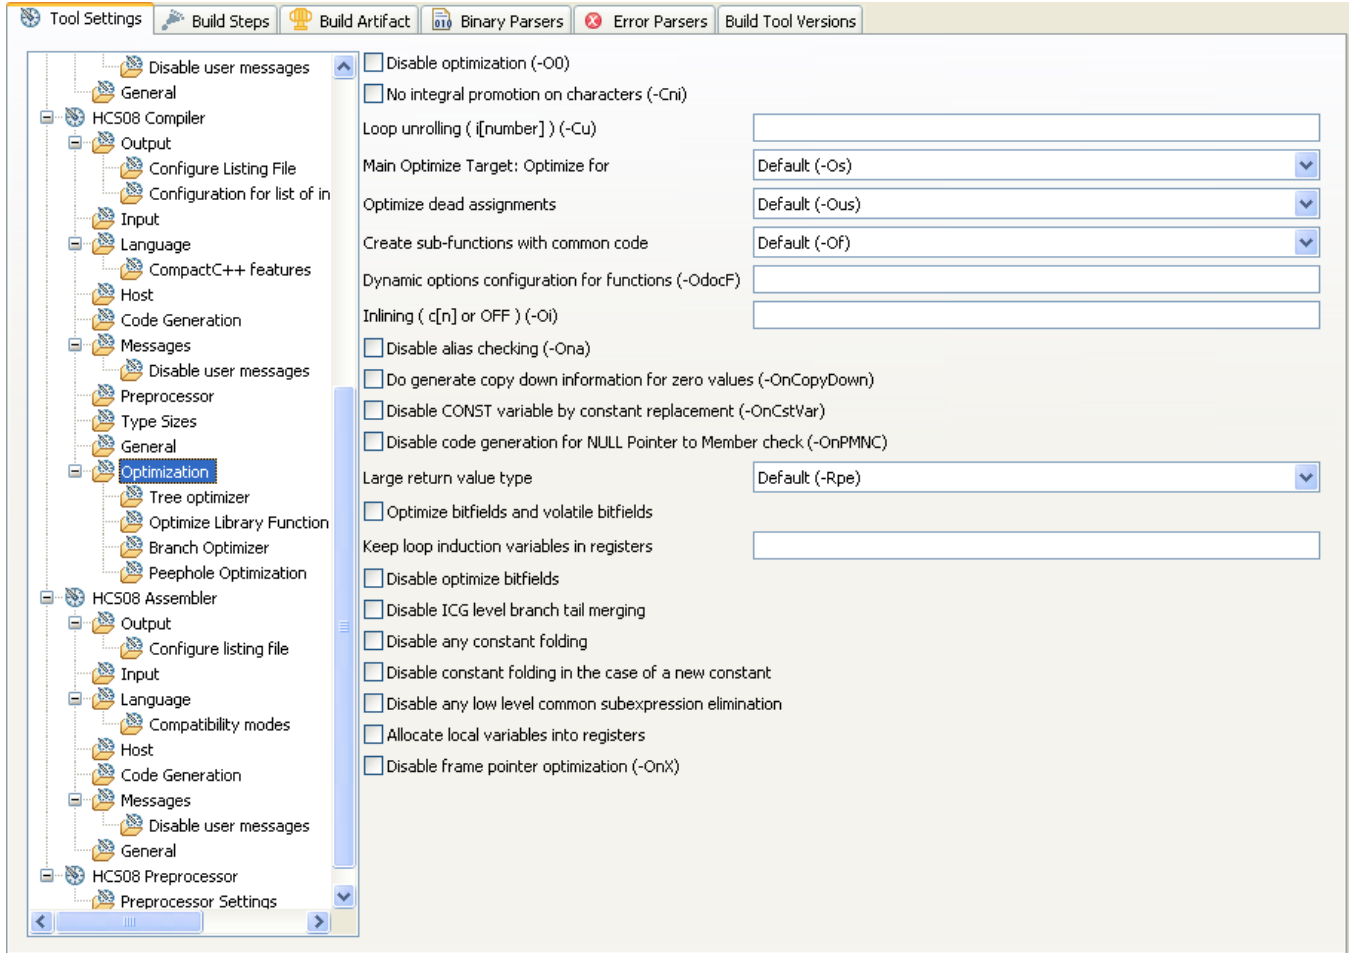 Tool Settings
Build Steps
Build Artifact
Binary Parsers
Error Parsers
Build Tool Versions
Disable user messages
General
HCS08 Compiler
Output
Configure Listing File
Configuration for list of in
Input
Language
CompactC++ features
Host
Code Generation
Messages
Disable user messages
Preprocessor
Type Sizes
General
Optimization
Tree optimizer
Optimize Library Function
Branch Optimizer
Peephole Optimization
HCS08 Assembler
Output
Configure listing file
Input
Language
Compatibility modes
Host
Code Generation
Messages
Disable user messages
General
HCS08 Preprocessor
Preprocessor Settings
Disable optimization (-O0)
No integral promotion on characters (-Cni)
Loop unrolling ( i[number] ) (-Cu)
Main Optimize Target: Optimize for Default (-Os)
Optimize dead assignments Default (-Ous)
Create sub-functions with common code Default (-Of)
Dynamic options configuration for functions (-OdocF)
Inlining ( c[n] or OFF ) (-Oi)
Disable alias checking (-Ona)
Do generate copy down information for zero values (-OnCopyDown)
Disable CONST variable by constant replacement (-OnCstVar)
Disable code generation for NULL Pointer to Member check (-OnPMNC)
Large return value type Default (-Rpe)
Optimize bitfields and volatile bitfields
Keep loop induction variables in registers
Disable optimize bitfields
Disable ICG level branch tail merging
Disable any constant folding
Disable constant folding in the case of a new constant
Disable any low level common subexpression elimination
Allocate local variables into registers
Disable frame pointer optimization (-OnX)